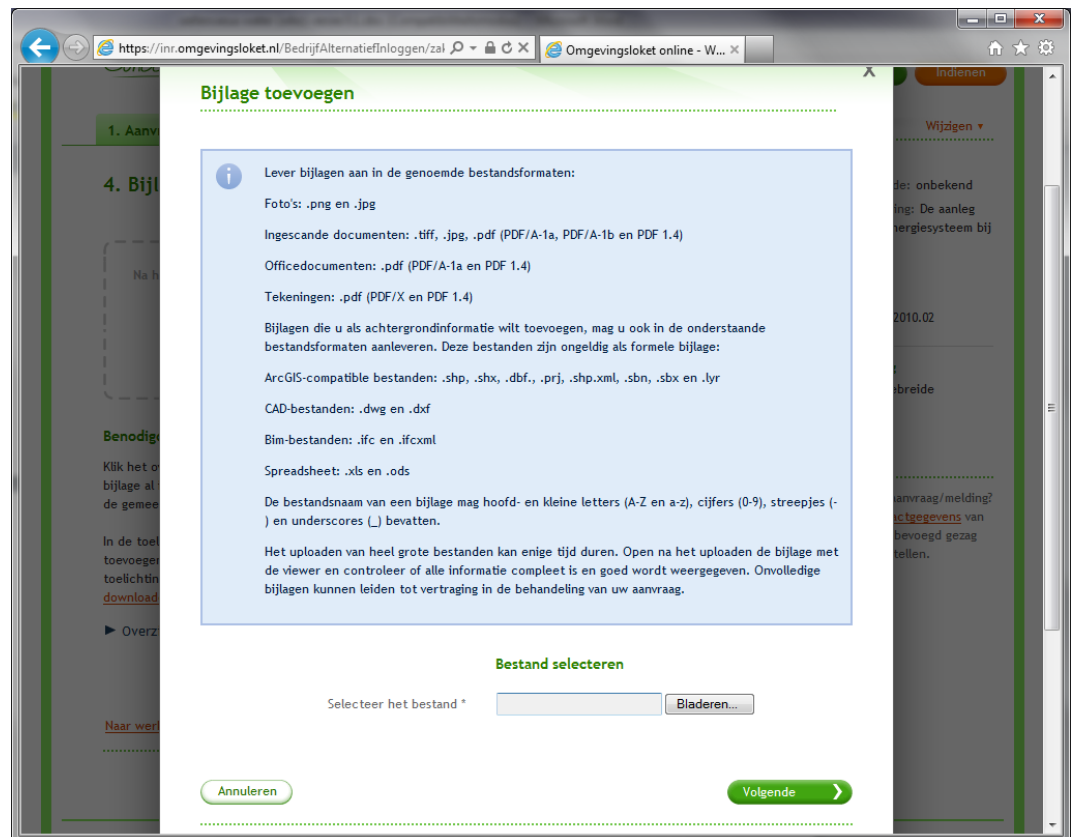 https://inr.omgevingsloket.nl/BedrijfAlternatiefInloggen/zal
Omgevingsloket online - W...
Indienen
X
Bijlage toevoegen
1. Aanv
Wijzigen
4. Bijl
de: onbekend
ing: De aanleg
nergiesysteem bij
Na h
2010.02
ebreide
Lever bijlagen aan in de genoemde bestandsformaten:
Foto's: .png en .jpg
Ingescande documenten: .tiff, .jpg, .pdf (PDF/A-1a, PDF/A-1b en PDF 1.4)
Officedocumenten: .pdf (PDF/A-1a en PDF 1.4)
Tekeningen: .pdf (PDF/X en PDF 1.4)
Bijlagen die u als achtergrondinformatie wilt toevoegen, mag u ook in de onderstaande
bestandsformaten aanleveren. Deze bestanden zijn ongeldig als formele bijlage:
ArcGIS-compatible bestanden: .shp, .shx, .dbf., .prj, .shp.xml, .sbn, .sbx en .lyr
CAD-bestanden: .dwg en .dxf
Bim-bestanden: .ifc en .ifcxml
Spreadsheet: .xls en .ods
De bestandsnaam van een bijlage mag hoofd- en kleine letters (A-Z en a-z), cijfers (0-9), streepjes (-
) en underscores (_) bevatten.
Het uploaden van heel grote bestanden kan enige tijd duren. Open na het uploaden de bijlage met
de viewer en controleer of alle informatie compleet is en goed wordt weergegeven. Onvolledige
bijlagen kunnen leiden tot vertraging in de behandeling van uw aanvraag.
Benodig
Klik het o
bijlage al
de gemee
In de toel
toevoegen
toelichtin
download
Overz
Naar werk
aanvraag/melding?
actgegevens van
bevoegd gezag
tellen.
Bestand selecteren
Selecteer het bestand *
Bladeren...
Annuleren
Volgende